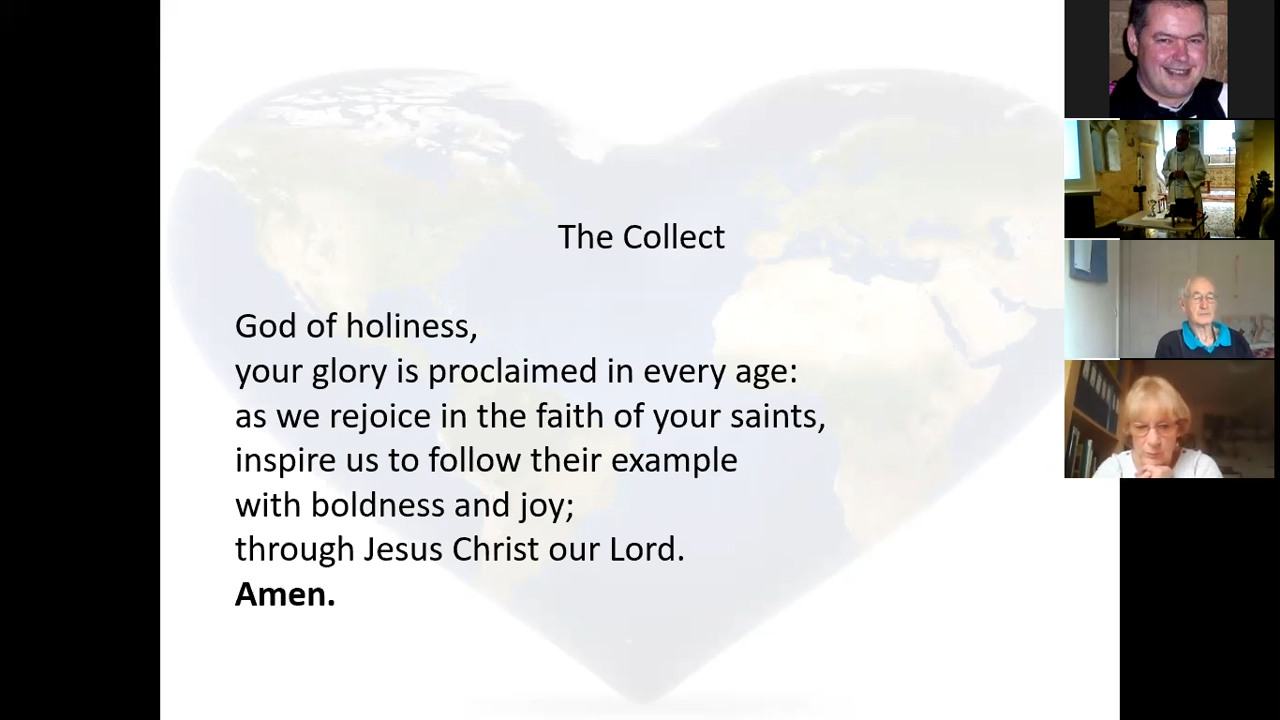 The Collect
God of holiness,
your glory is proclaimed in every age:
as we rejoice in the faith of your saints,
inspire us to follow their example
with boldness and joy;
through Jesus Christ our Lord.
Amen.